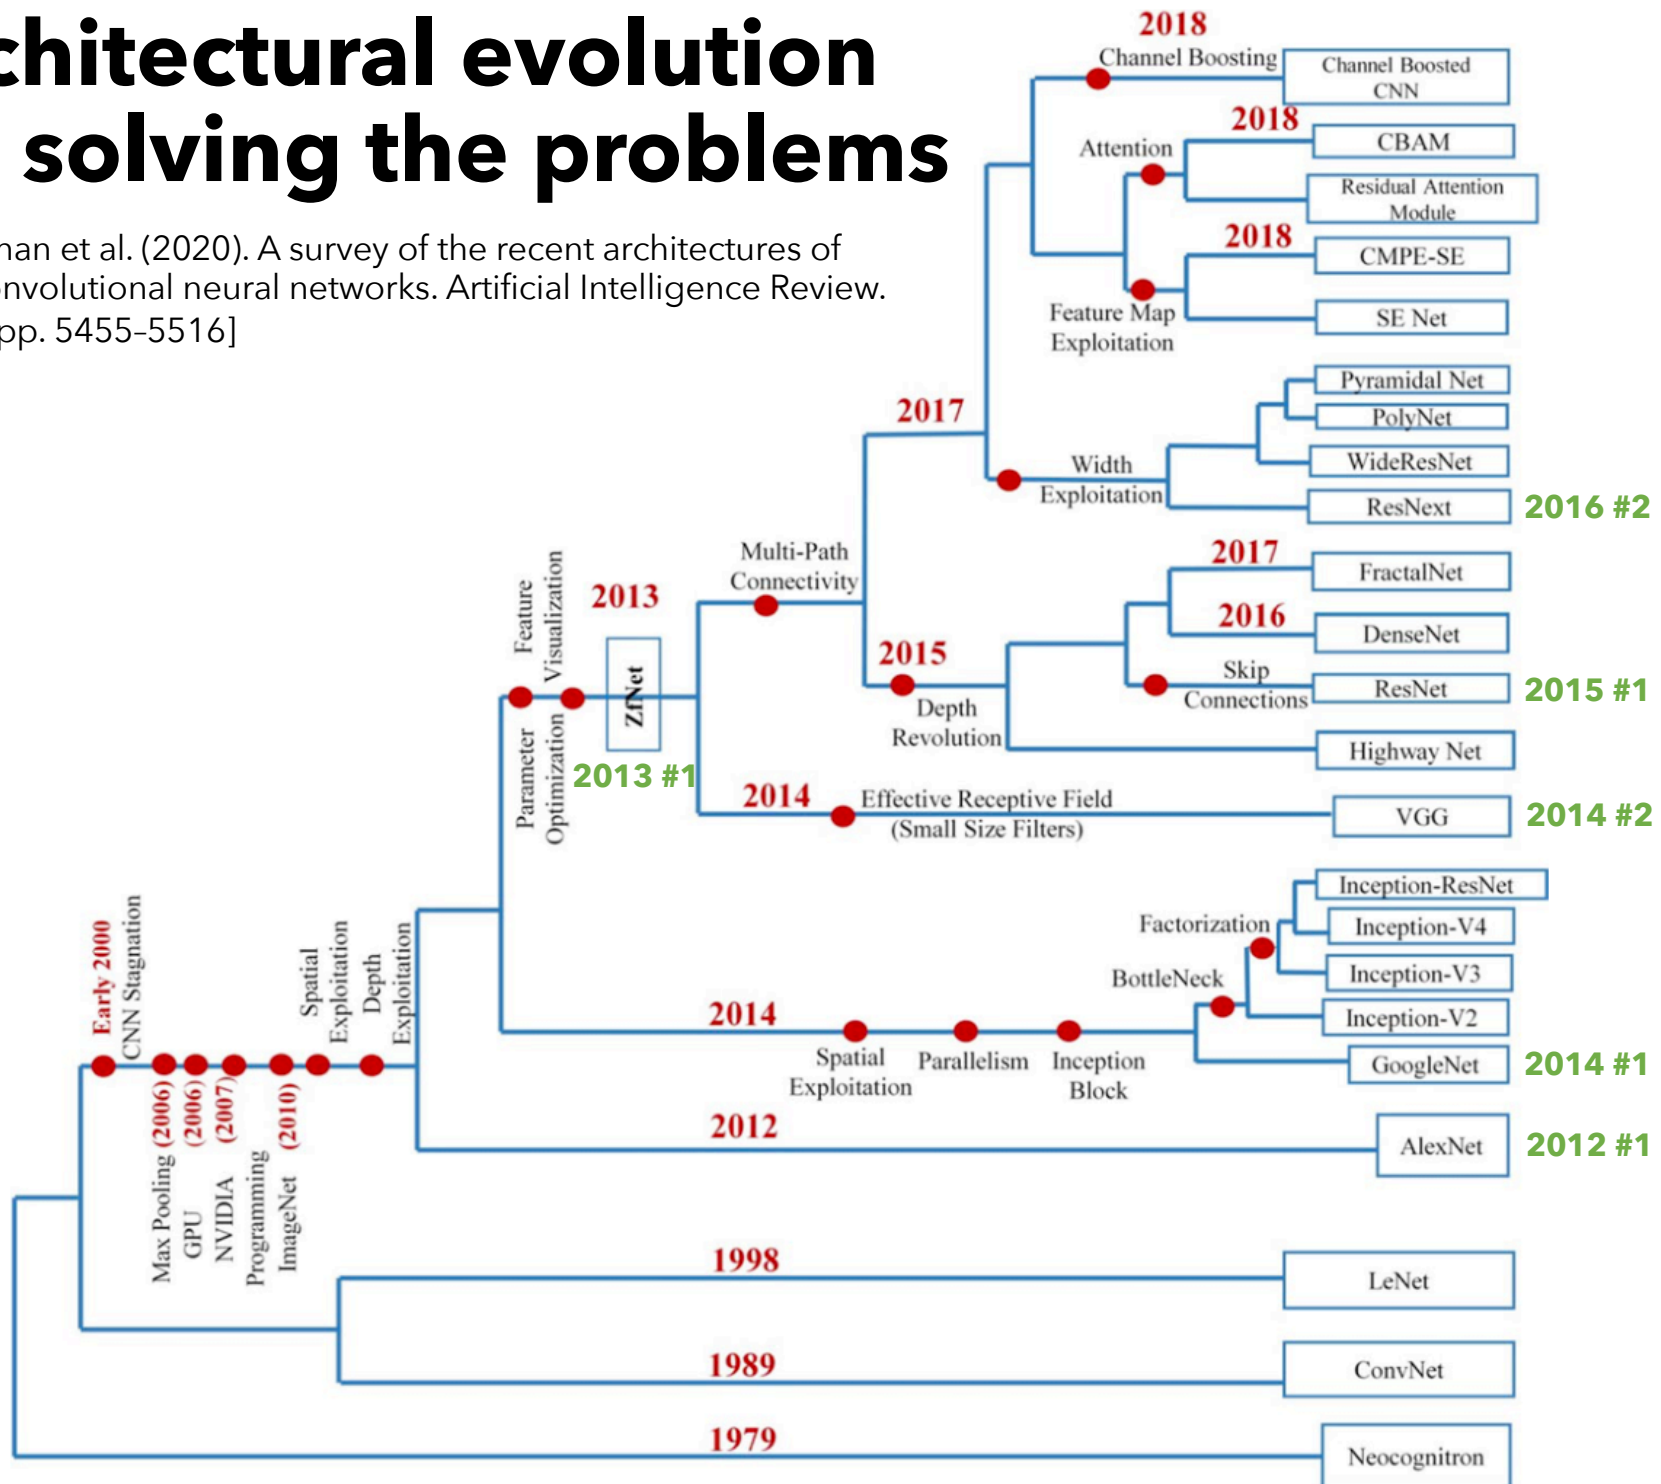 chitectural evolution
solving the problems
nan et al. (2020). A survey of the recent architectures of
onvolutional neural networks. Artificial Intelligence Review.
pp. 5455–5516]
2018
Channel Boosting
Channel Boosted
CNN
2018
Attention
CBAM
Residual Attention
Module
2018
CMPE-SE
Feature Map
Exploitation
SE Net
Pyramidal Net
PolyNet
2017
Width
Exploitation
WideResNet
ResNext
2016 #2
Multi-Path
Connectivity
2017
FractalNet
2016
DenseNet
2015
Skip
Connections
ResNet
2015 #1
Depth
Revolution
Highway Net
Feature
Visualization
2013
ZfNet
Parameter
Optimization
2013 #1
2014
Effective Receptive Field
(Small Size Filters)
VGG
2014 #2
Inception-ResNet
Factorization
Inception-V4
BottleNeck
Inception-V3
Inception-V2
2014
Spatial
Exploitation
Parallelism
Inception
Block
GoogleNet
2014 #1
Early 2000
CNN Stagnation
Spatial
Exploitation
Depth
Exploitation
Max Pooling (2006)
GPU (2006)
NVIDIA (2007)
Programming
ImageNet (2010)
2012
AlexNet
2012 #1
1998
LeNet
1989
ConvNet
1979
Neocognitron